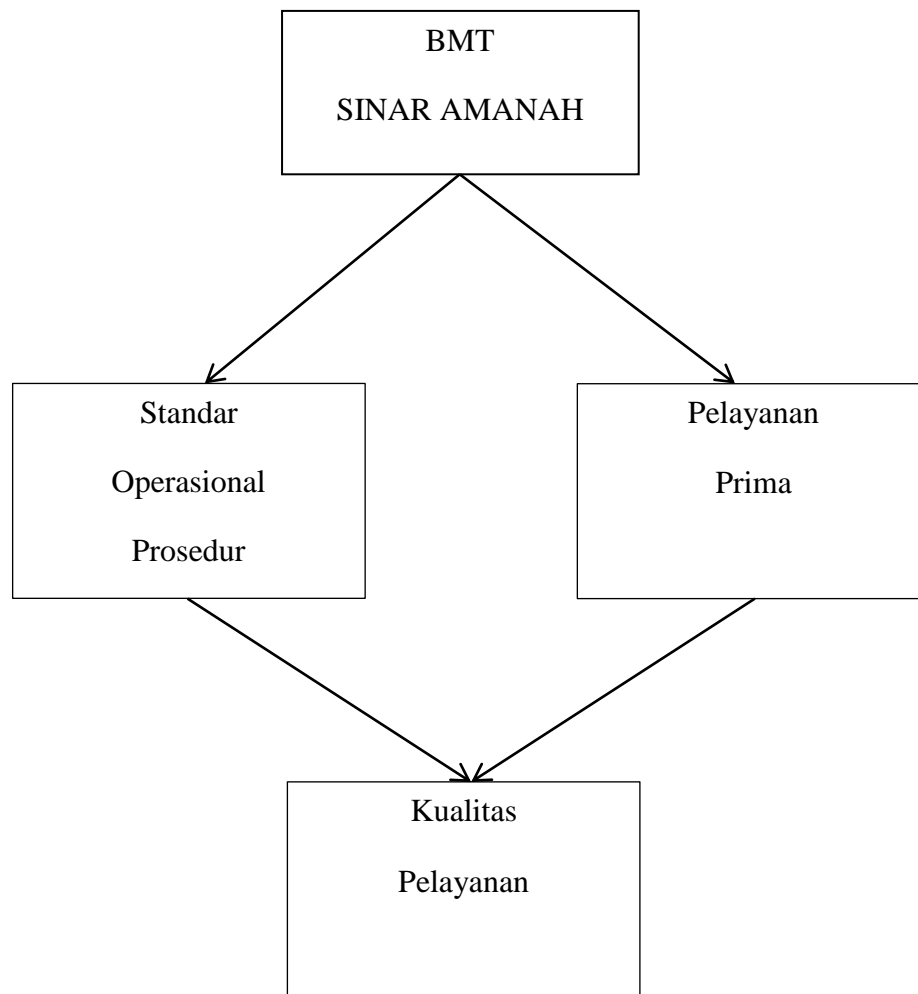 BMT
SINAR AMANAH
Standar
Operasional
Prosedur
Pelayanan
Prima
Kualitas
Pelayanan